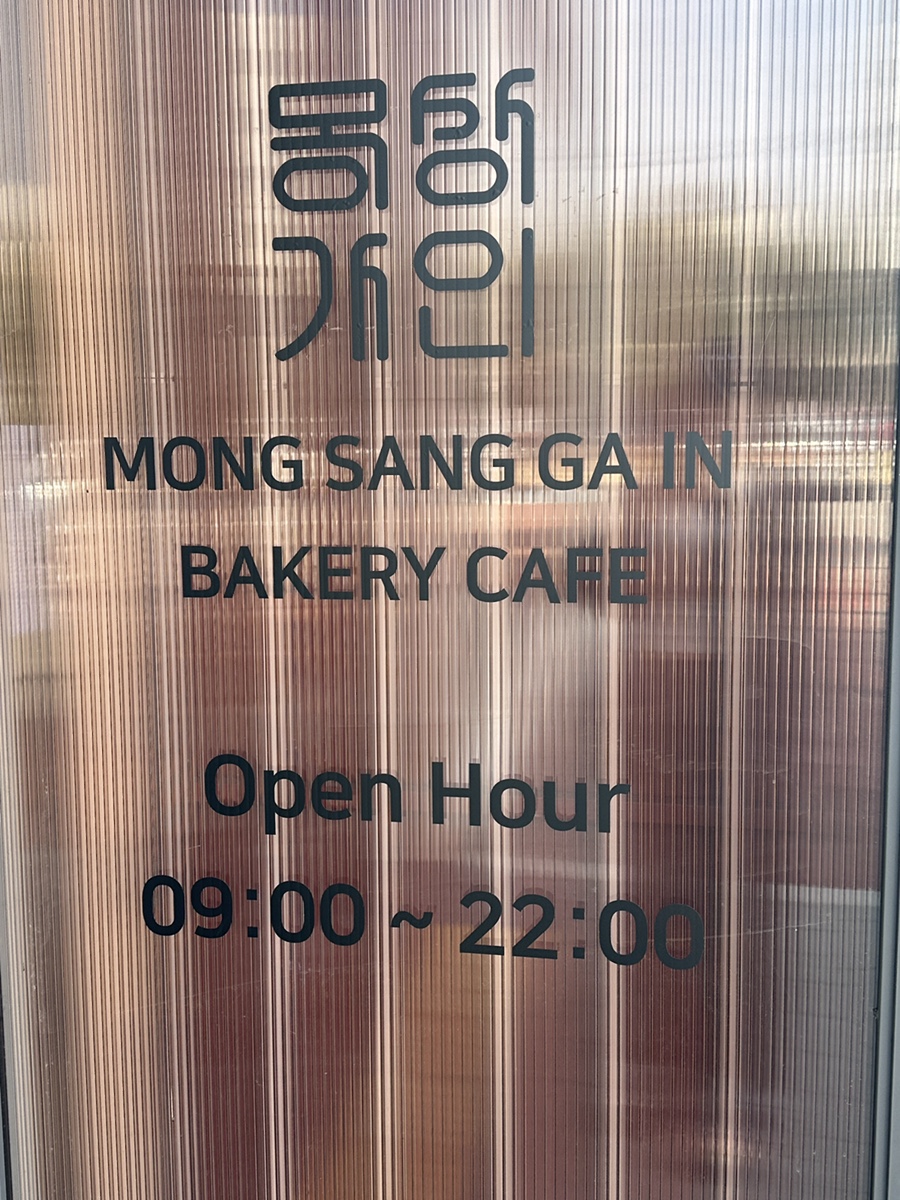 몽상
가인
MONG SANG GA IN
BAKERY CAFE
Open Hour
09:00 ~ 22:00